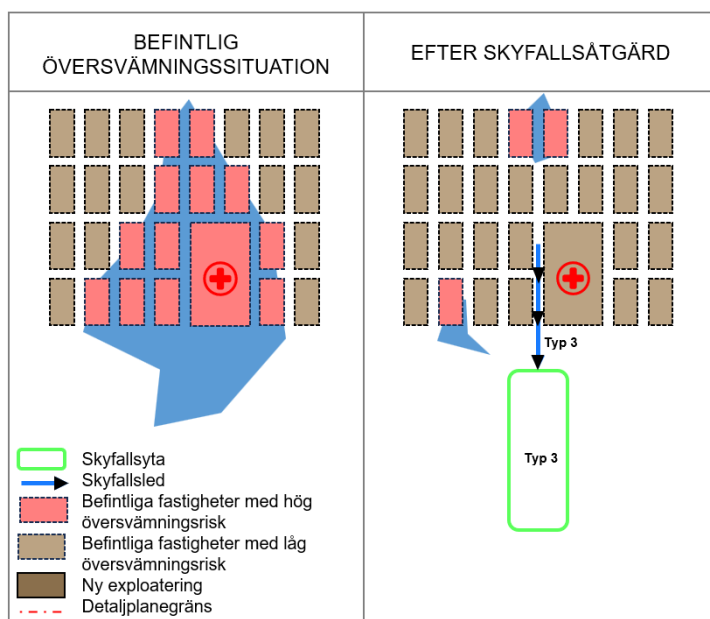 BEFINTLIG
ÖVERSVÄMNINGSSITUATION
EFTER SKYFALLSÅTGÄRD
Typ 3
Typ 3
Skyfallsyta
Skyfallsled
Befintliga fastigheter med hög
översvämningsrisk
Befintliga fastigheter med låg
översvämningsrisk
Ny exploatering
Detaljplanegräns